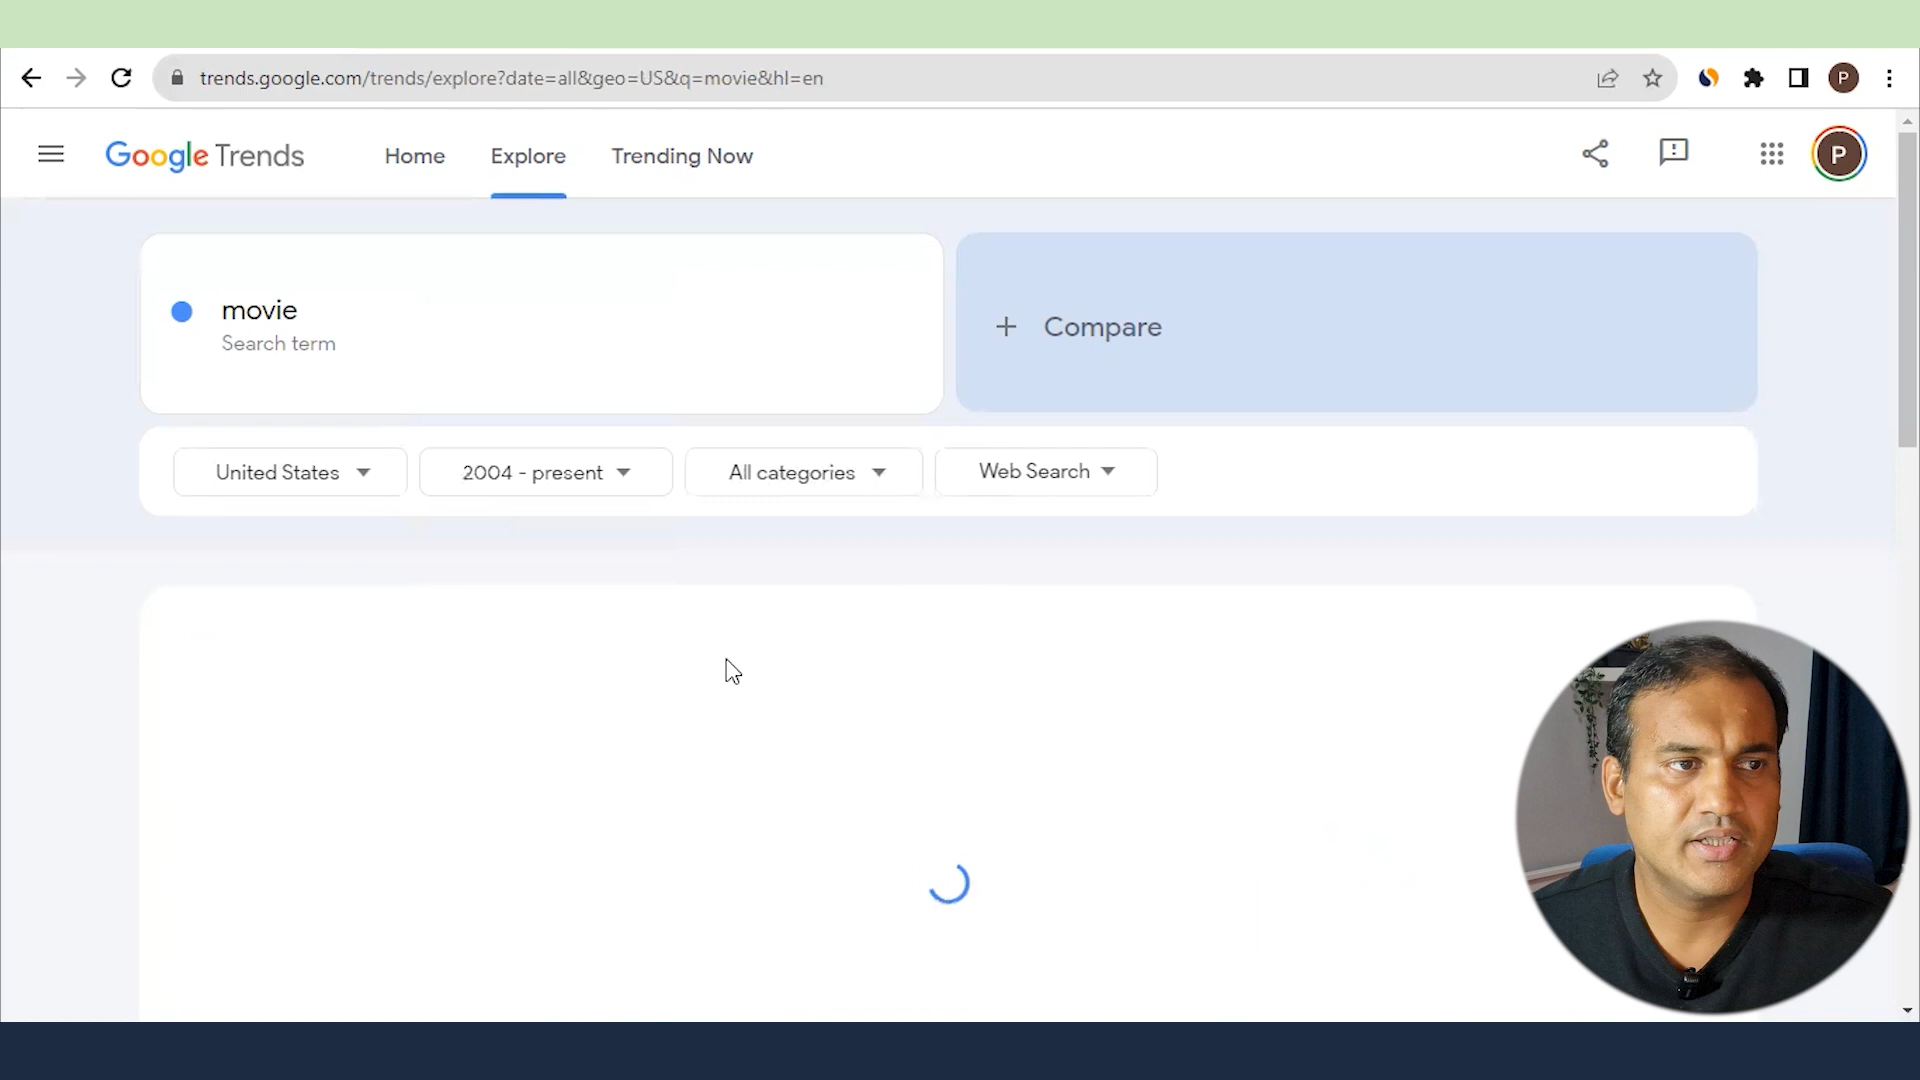 trends.google.com/trends/explore?date=all&geo=US&q=movie&hl=en
P
Google Trends
Home
Explore
Trending Now
P
movie
Search term
+ Compare
United States
2004 - present
All categories
Web Search